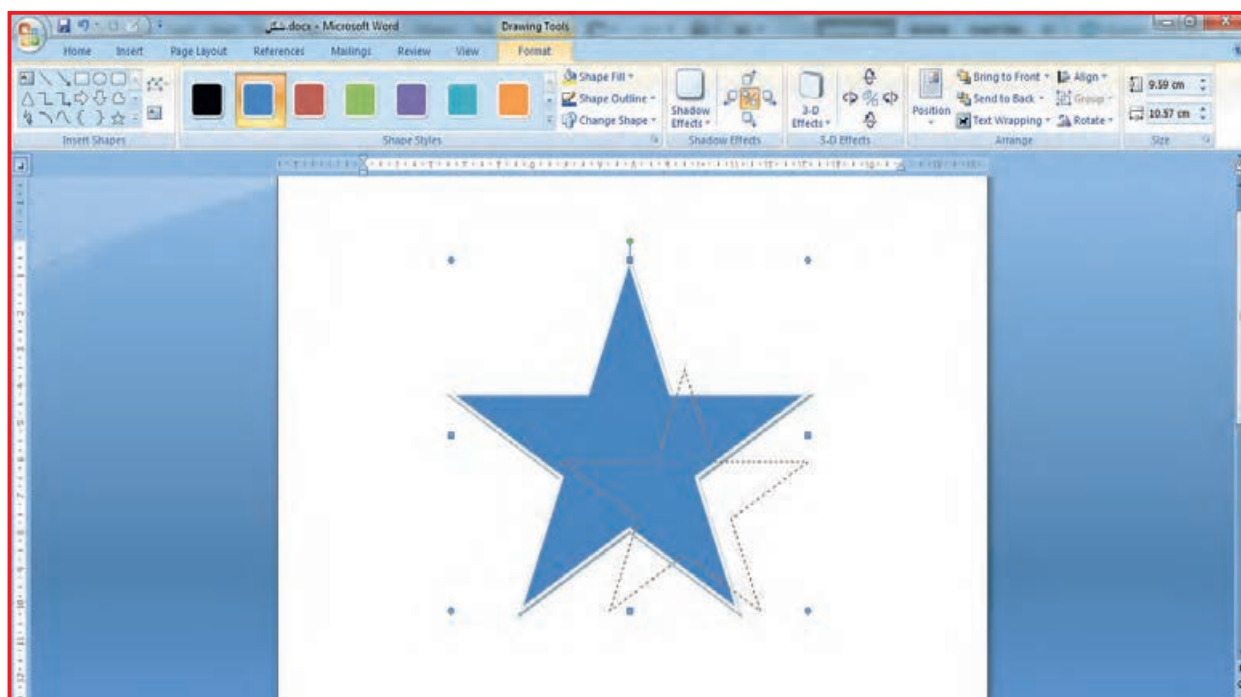 شكل.docx - Microsoft Word
Drawing Tools
Home Insert Page Layout References Mailings Review View Format
Shape Fill
Shape Outline
Change Shape
Shadow Effects
3-D Effects
Position
Bring to Front
Send to Back
Text Wrapping
Align
Group
Rotate
9.59 cm
10.57 cm
Insert Shapes Shape Styles Shadow Effects 3-D Effects Arrange Size